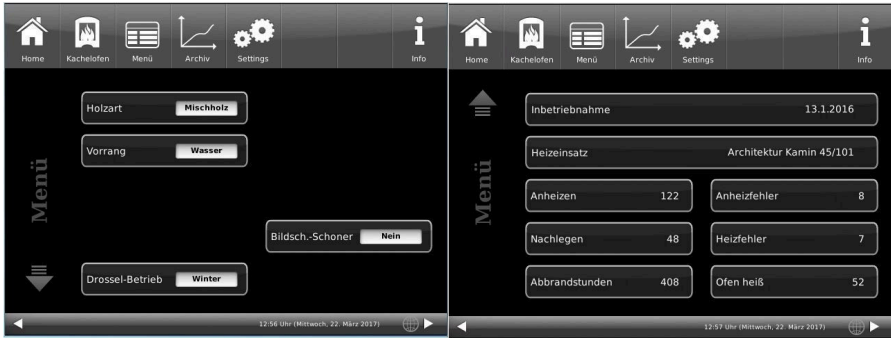 Home Kachelofen Menü Archiv Settings Info
Menü
Holzart Mischholz
Vorrang Wasser
Bildsch.-Schoner Nein
Drossel-Betrieb Winter
12:56 Uhr (Mittwoch, 22. März 2017)
Home Kachelofen Menü Archiv Settings Info
Menü
Inbetriebnahme 13.1.2016
Heizeinsatz Architektur Kamin 45/101
Anheizen 122 Anheizfehler 8
Nachlegen 48 Heizfehler 7
Abbrandstunden 408 Ofen heiß 52
12:57 Uhr (Mittwoch, 22. März 2017)